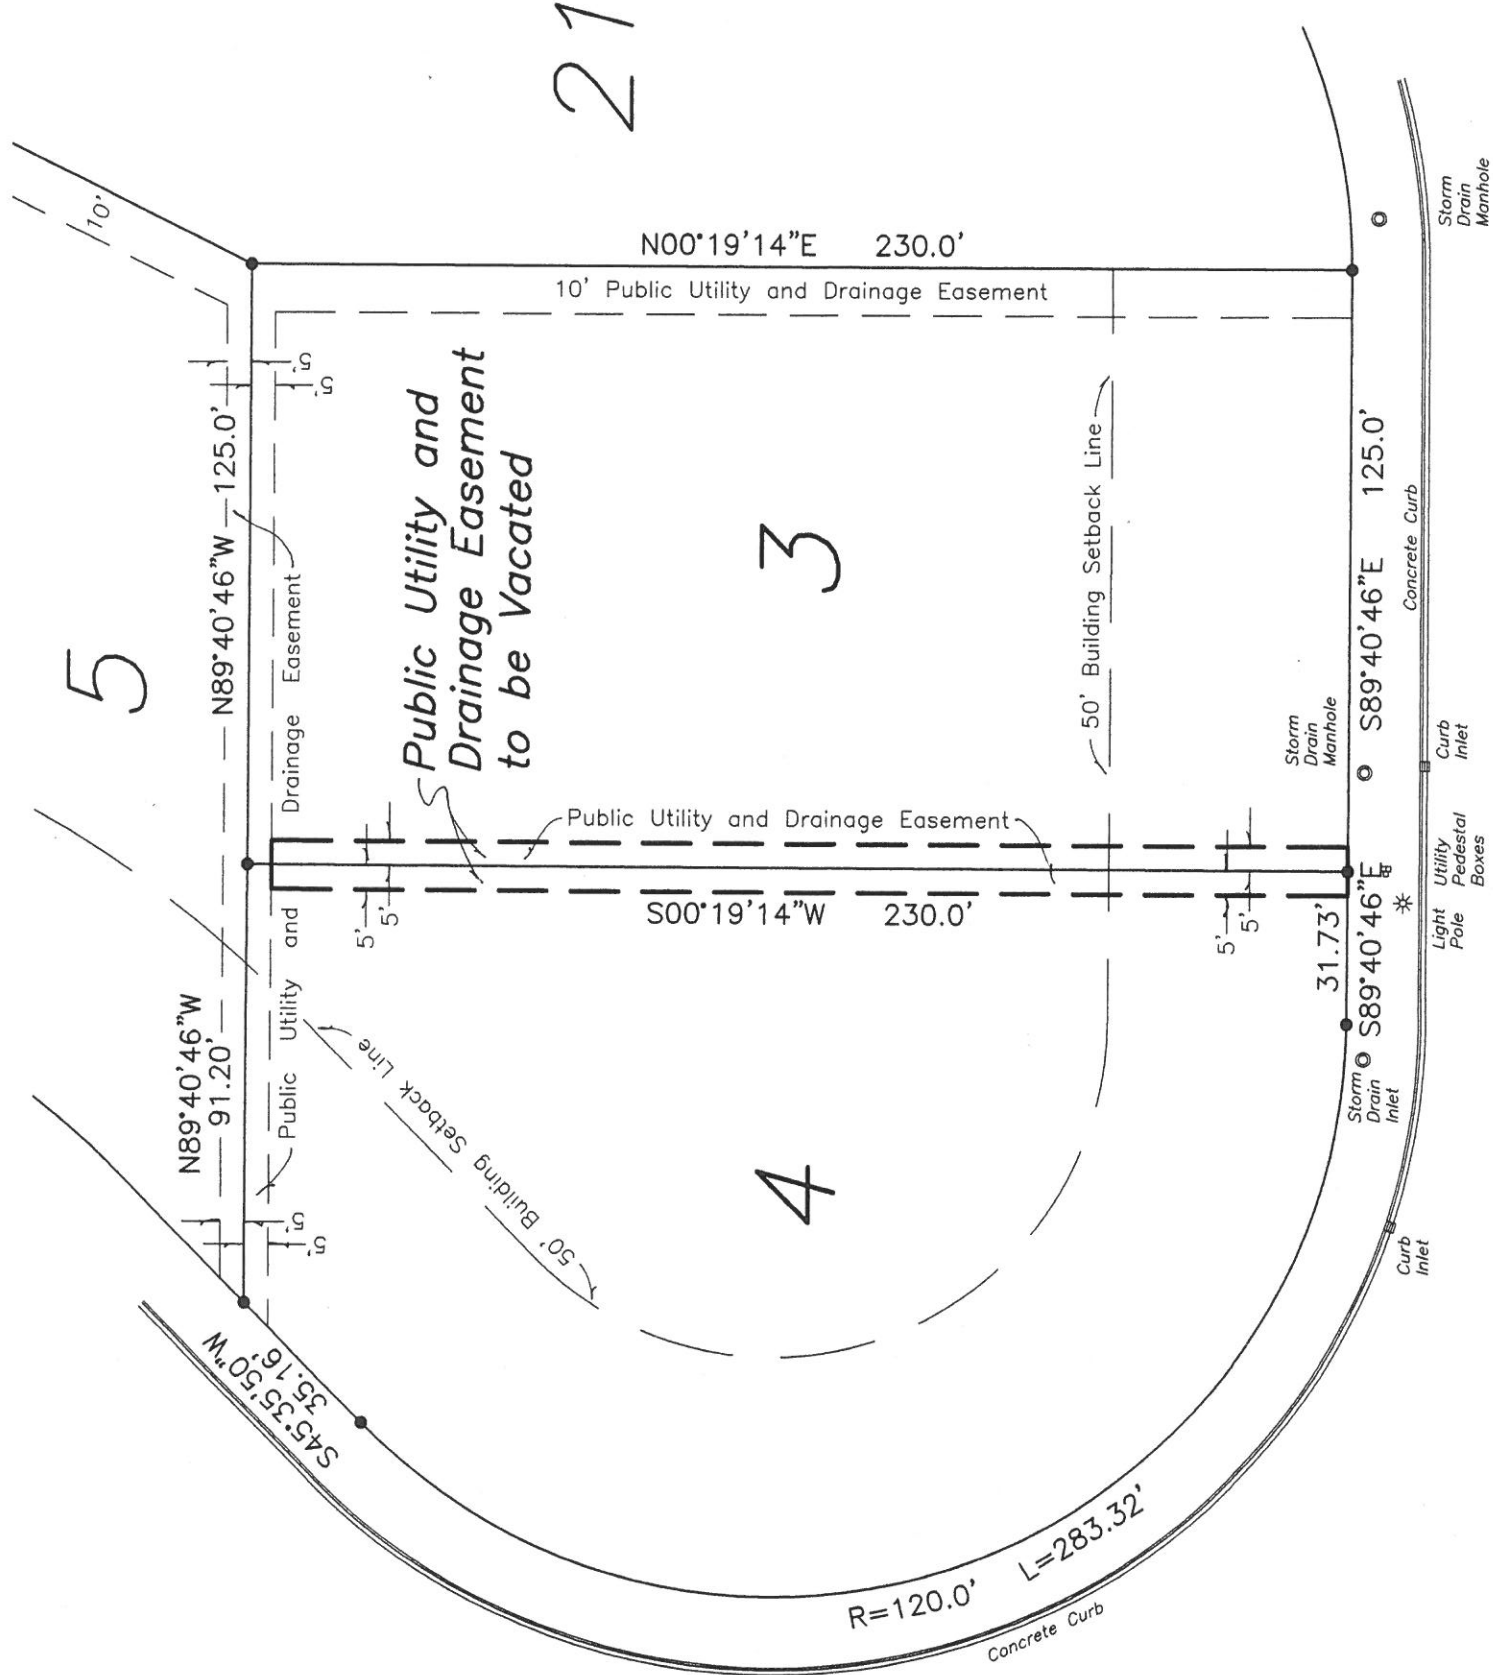 21
10'
N00°19'14"E 230.0'
10' Public Utility and Drainage Easement
5
N89°40'46"W 125.0'
5'
5'
Public Utility and Drainage Easement
Public Utility and
Drainage Easement
to be Vacated
3
50' Building Setback Line
Public Utility and Drainage Easement
5'
5'
S00°19'14"W 230.0'
5'
5'
N89°40'46"W
91.20'
5'
5'
50' Building Setback Line
4
S45°35'50"W
35.16'
R=120.0' L=283.32'
Concrete Curb
31.73'
S89°40'46"E
S89°40'46"E 125.0'
Concrete Curb
Storm
Drain
Manhole
Storm
Drain
Manhole
Curb
Inlet
Utility
Pedestal
Boxes
Light
Pole
Storm
Drain
Inlet
Curb
Inlet